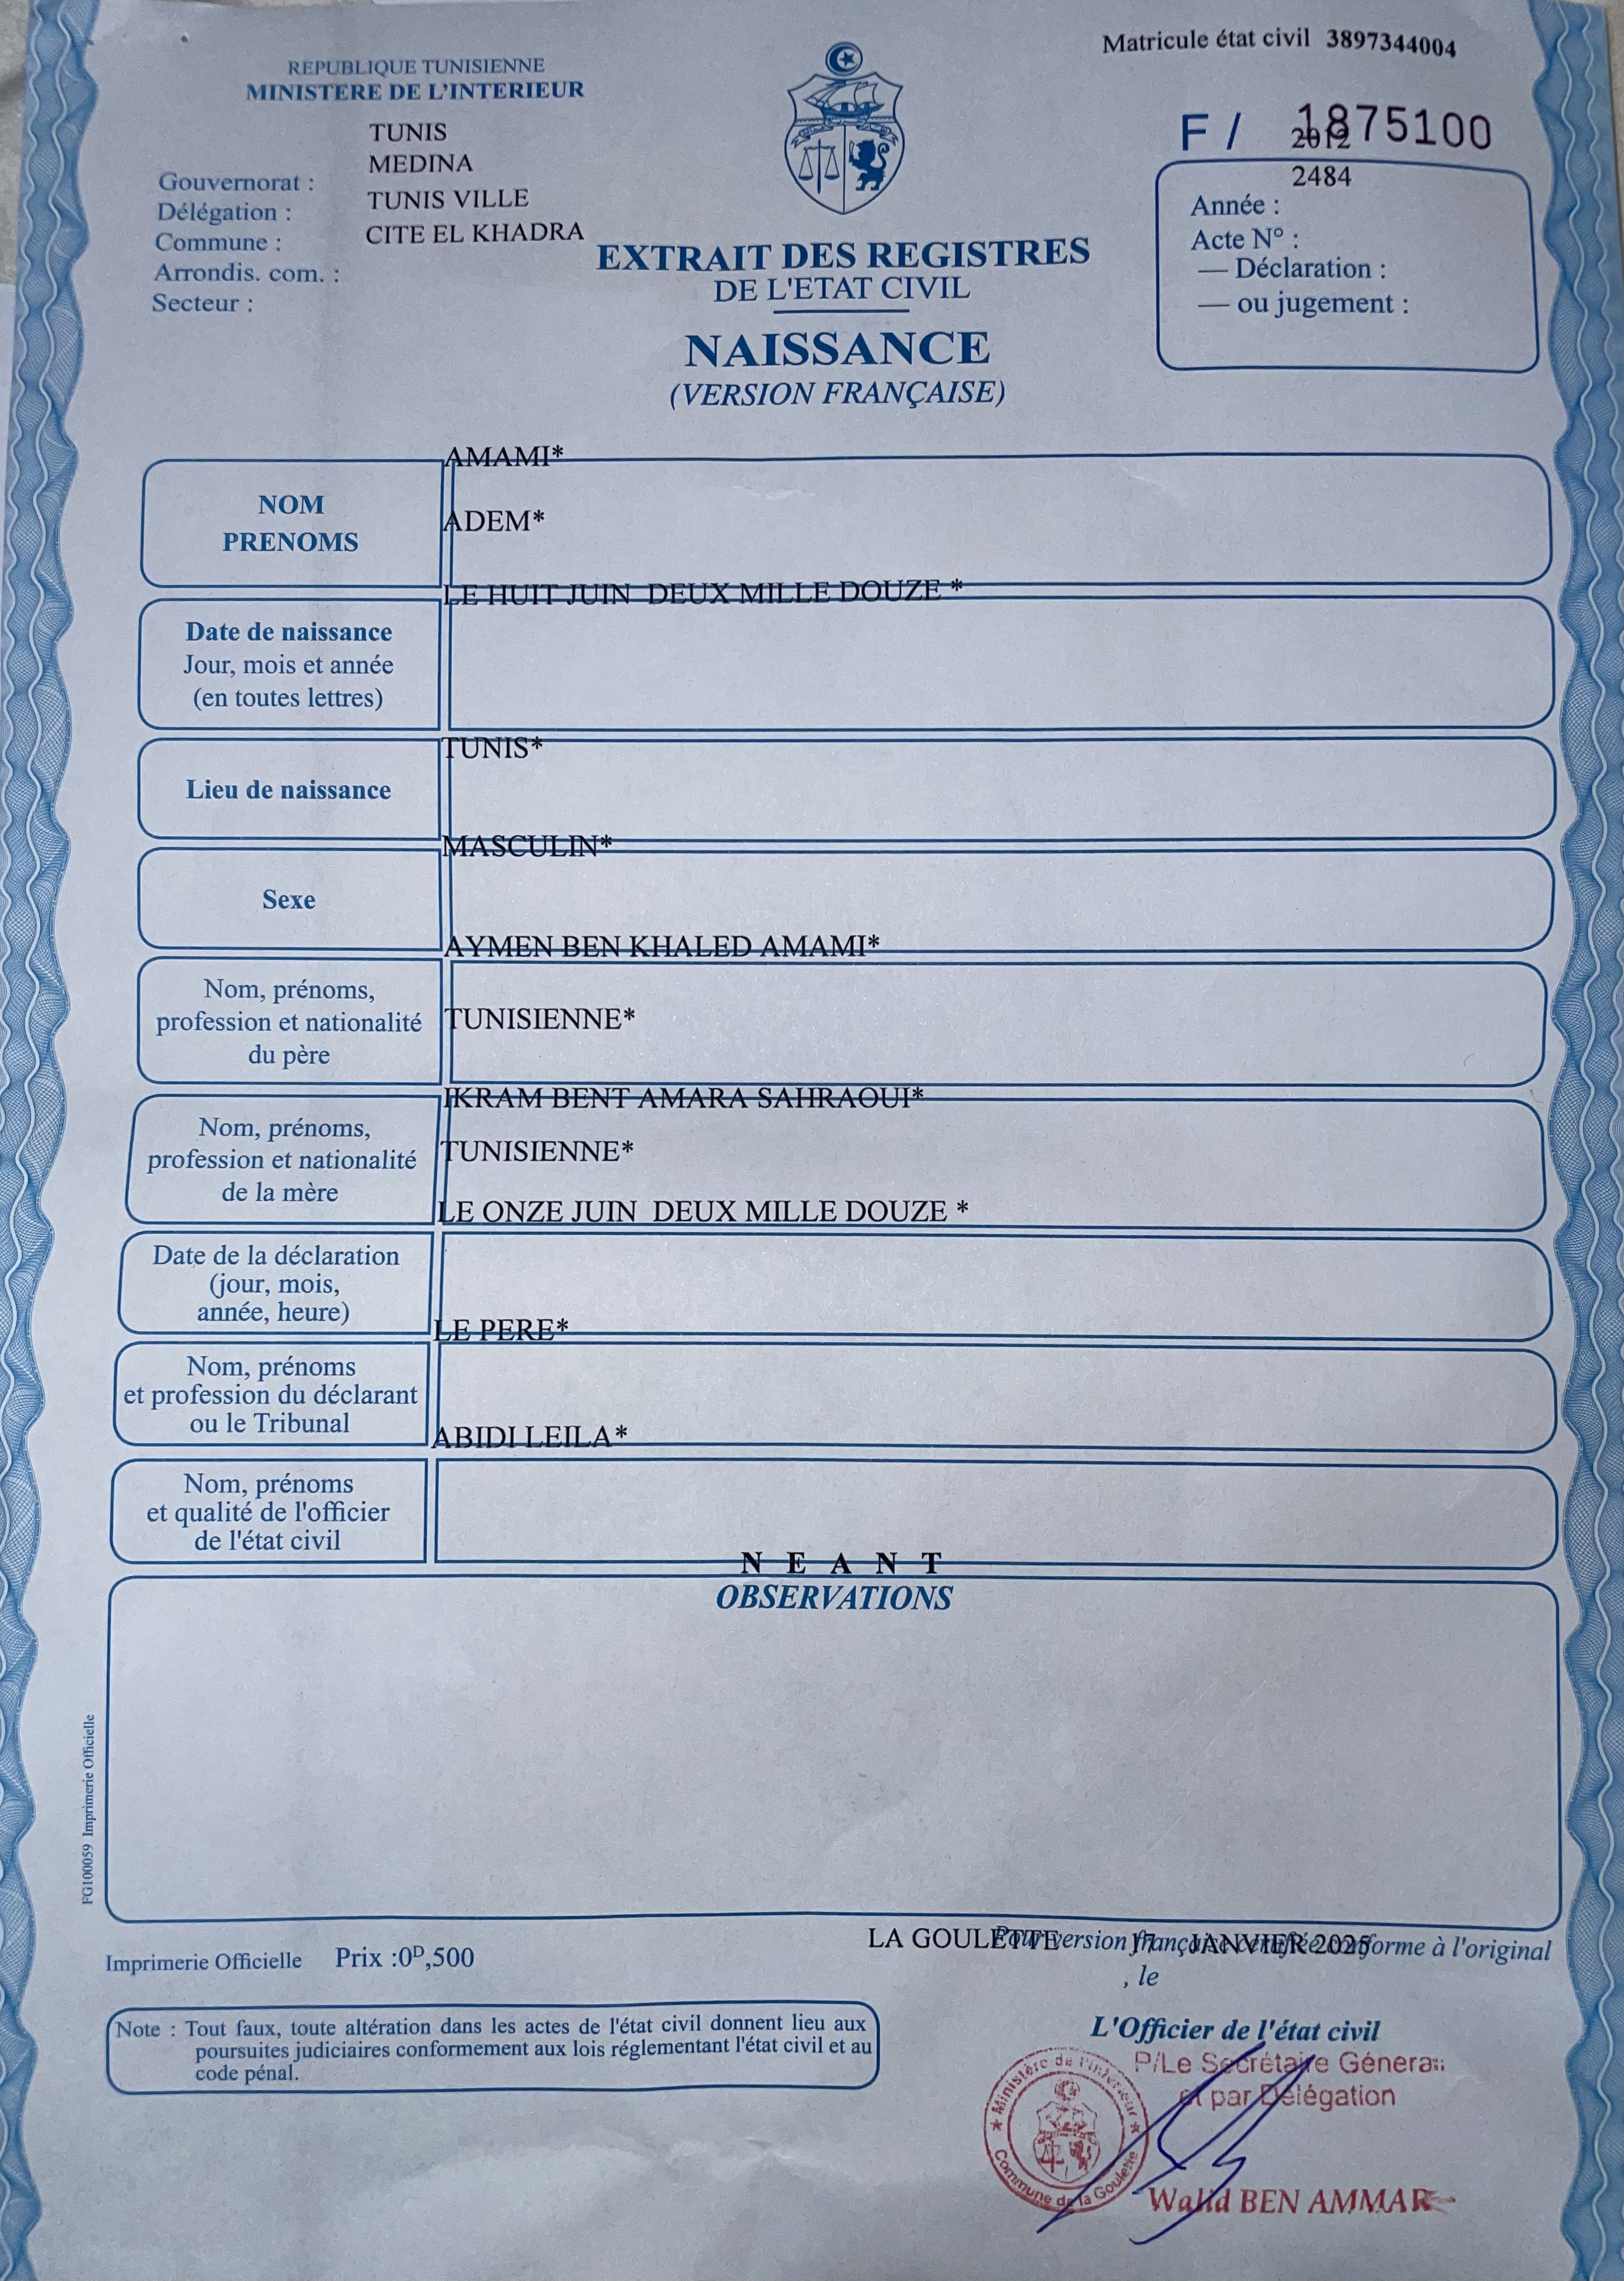 Matricule état civil 3897344004
REPUBLIQUE TUNISIENNE
MINISTERE DE L'INTERIEUR
F / 1875100
2012
2484
TUNIS
MEDINA
TUNIS VILLE
CITE EL KHADRA
Gouvernorat :
Délégation :
Commune :
Arrondis. com. :
Secteur :
EXTRAIT DES REGISTRES
DE L'ETAT CIVIL
NAISSANCE
(VERSION FRANÇAISE)
Année :
Acte N° :
— Déclaration :
— ou jugement :
AMAMI*
NOM
ADEM*
PRENOMS
LE HUIT JUIN DEUX MILLE DOUZE *
Date de naissance
Jour, mois et année
(en toutes lettres)
TUNIS*
Lieu de naissance
MASCULIN*
Sexe
AYMEN BEN KHALED AMAMI*
Nom, prénoms,
profession et nationalité
du père
TUNISIENNE*
IKRAM BENT AMARA SAHRAOUI*
Nom, prénoms,
profession et nationalité
de la mère
TUNISIENNE*
LE ONZE JUIN DEUX MILLE DOUZE *
Date de la déclaration
(jour, mois,
année, heure)
LE PERE*
Nom, prénoms
et profession du déclarant
ou le Tribunal
ABIDI LEILA*
Nom, prénoms
et qualité de l'officier
de l'état civil
N E A N T
OBSERVATIONS
FG100059 Imprimerie Officielle
LA GOULETTE 17 JANVIER 2025
Pour version française certifiée conforme à l'original
, le
Imprimerie Officielle Prix :0D,500
Note : Tout faux, toute altération dans les actes de l'état civil donnent lieu aux
poursuites judiciaires conformement aux lois réglementant l'état civil et au
code pénal.
L'Officier de l'état civil
P/Le Secrétaire Géneral
et par Délégation
Ministère de l'Intérieur
Commune de la Goulette
Walid BEN AMMAR